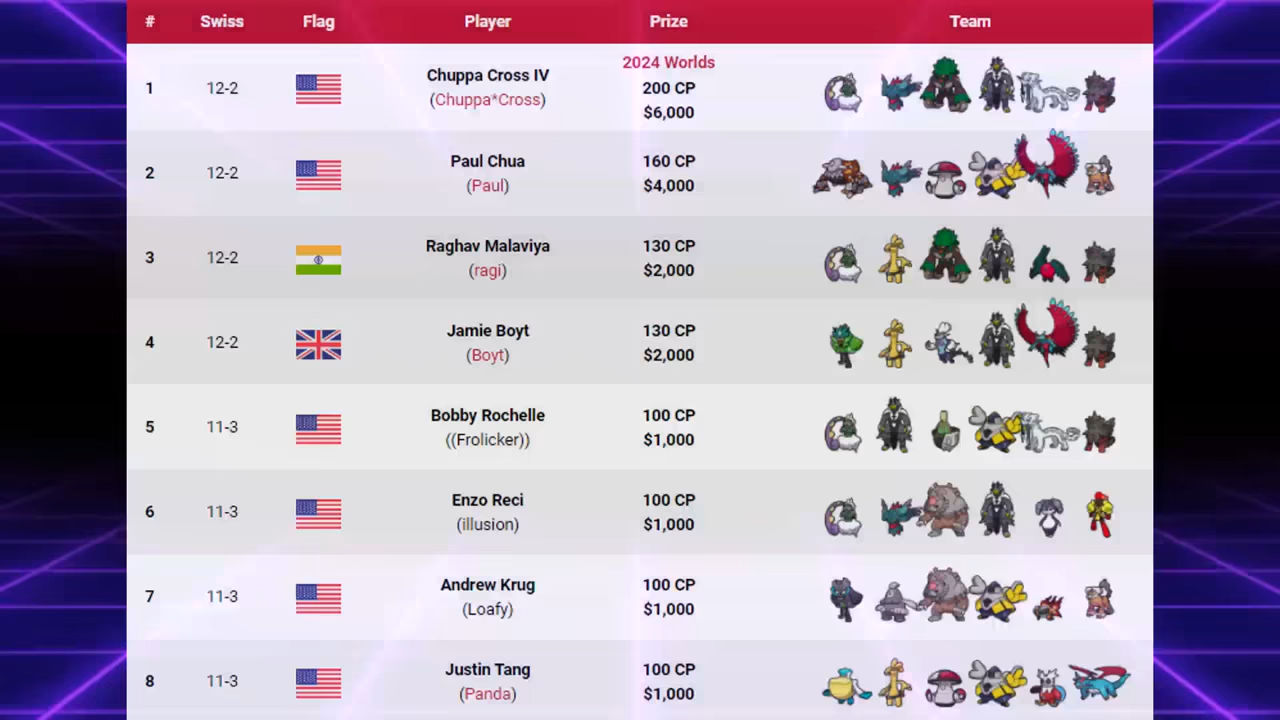 # Swiss Flag Player Prize Team
1 12-2 Chuppa Cross IV (Chuppa*Cross) 2024 Worlds 200 CP $6,000
2 12-2 Paul Chua (Paul) 160 CP $4,000
3 12-2 Raghav Malaviya (ragi) 130 CP $2,000
4 12-2 Jamie Boyt (Boyt) 130 CP $2,000
5 11-3 Bobby Rochelle ((Frolicker)) 100 CP $1,000
6 11-3 Enzo Reci (illusion) 100 CP $1,000
7 11-3 Andrew Krug (Loafy) 100 CP $1,000
8 11-3 Justin Tang (Panda) 100 CP $1,000